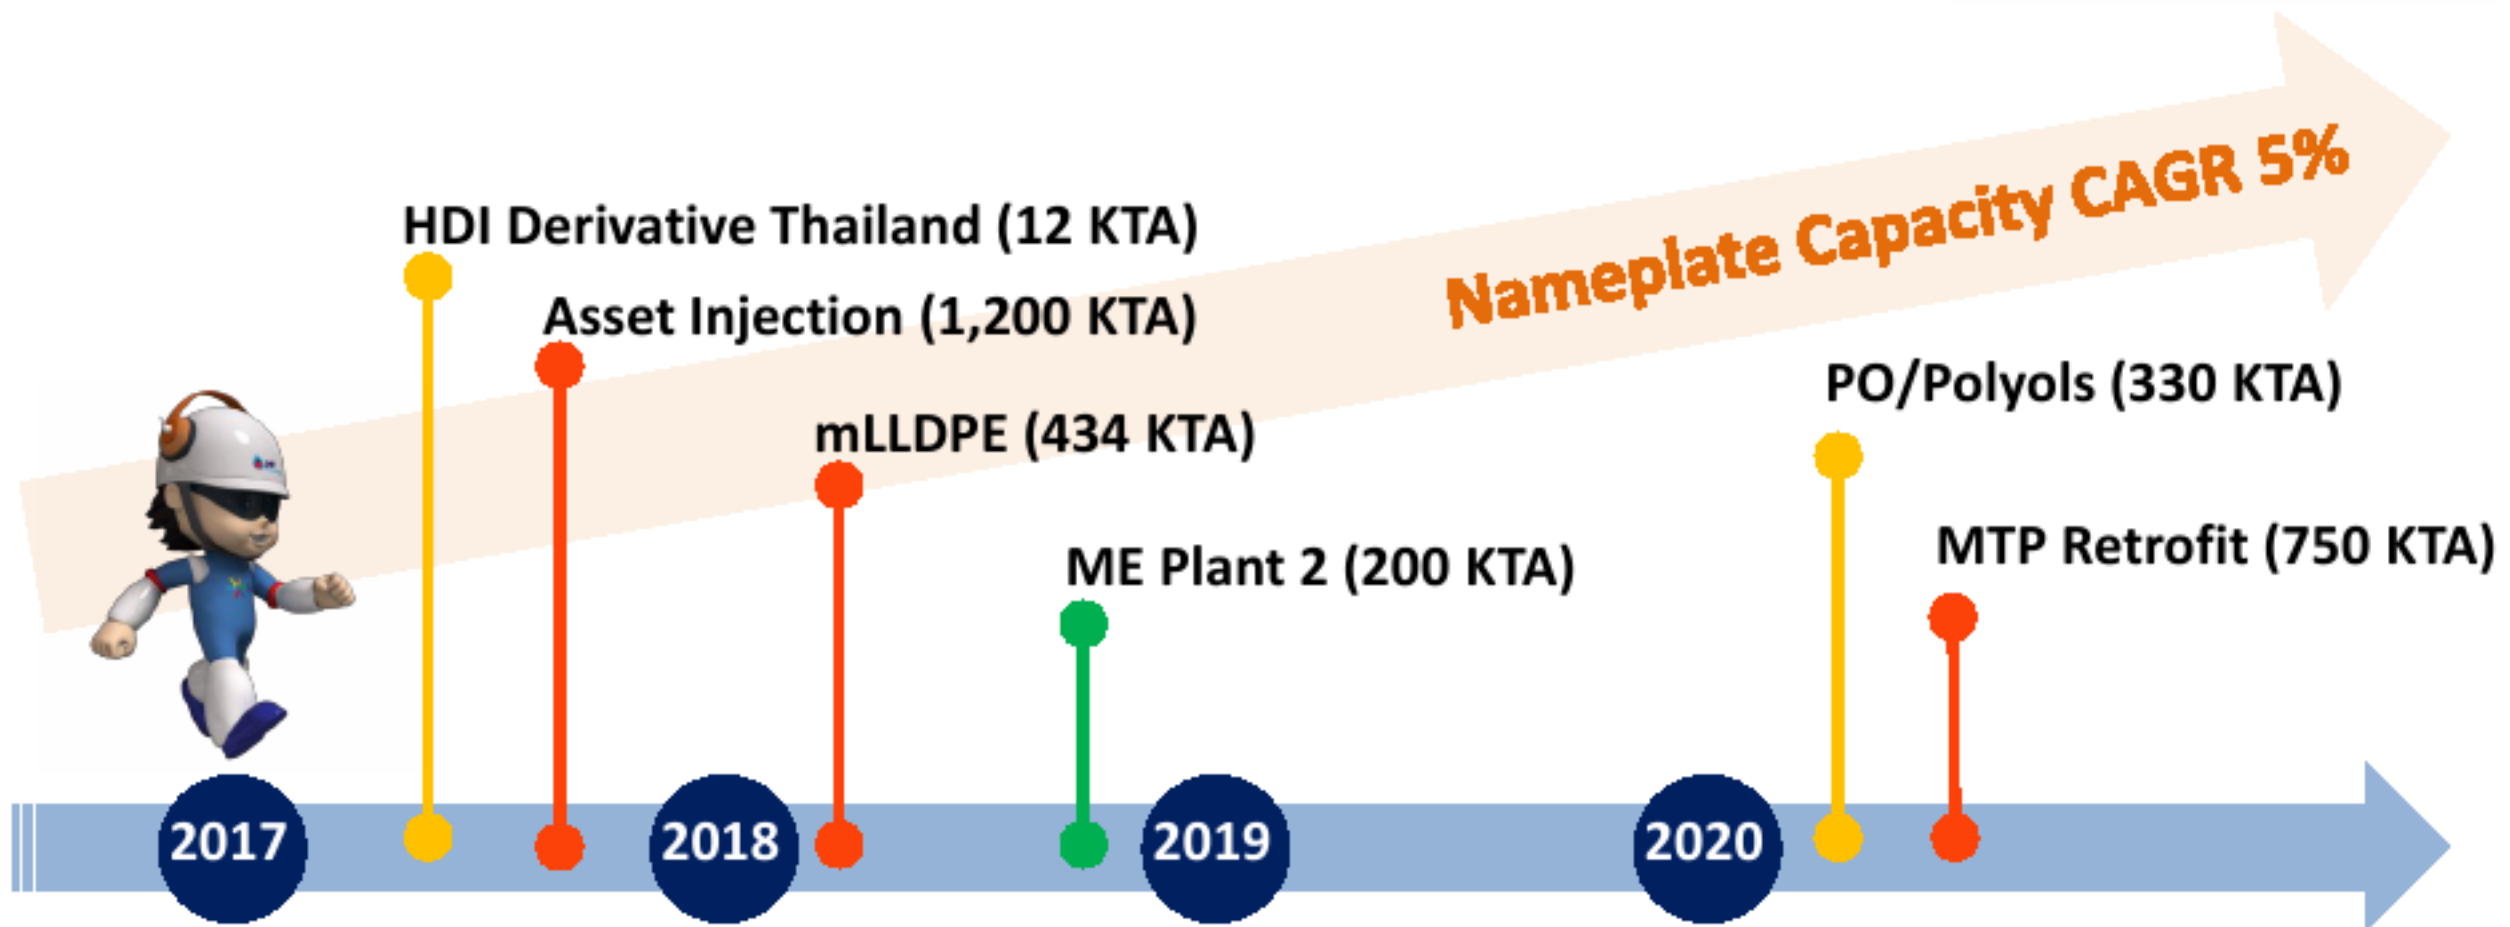 HDI Derivative Thailand (12 KTA)
Asset Injection (1,200 KTA)
mLLDPE (434 KTA)
ME Plant 2 (200 KTA)
Nameplate Capacity CAGR 5%
PO/Polyols (330 KTA)
MTP Retrofit (750 KTA)
2017
2018
2019
2020